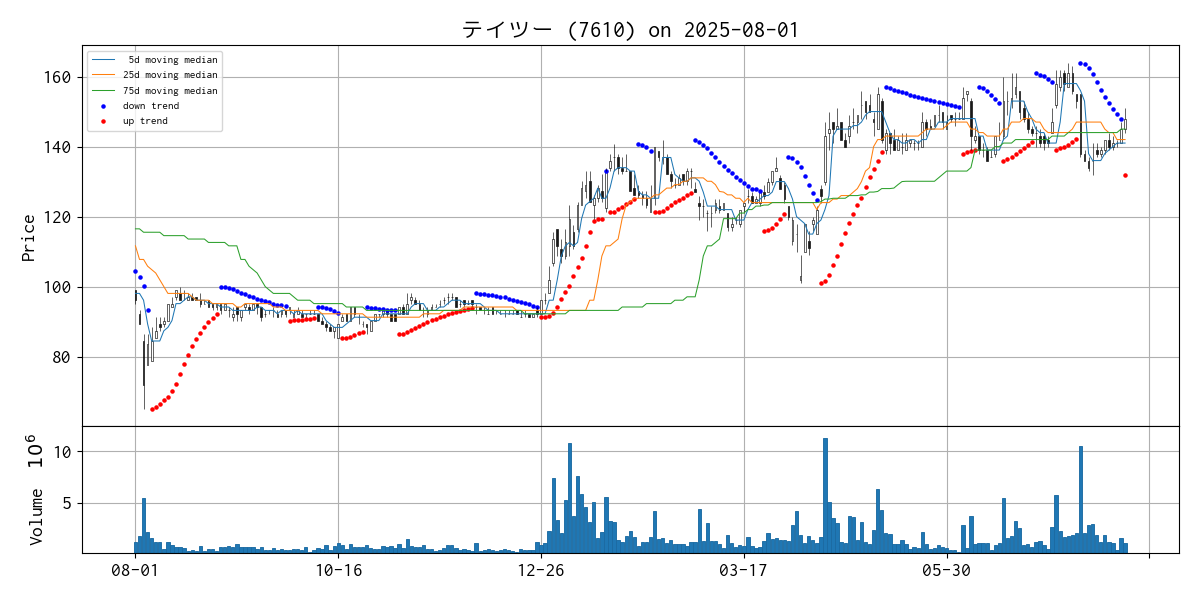 テイツー (7610) on 2025-08-01
5d moving median
25d moving median
75d moving median
down trend
up trend
Price
160
140
120
100
80
Volume 10^6
10
5
08-01
10-16
12-26
03-17
05-30